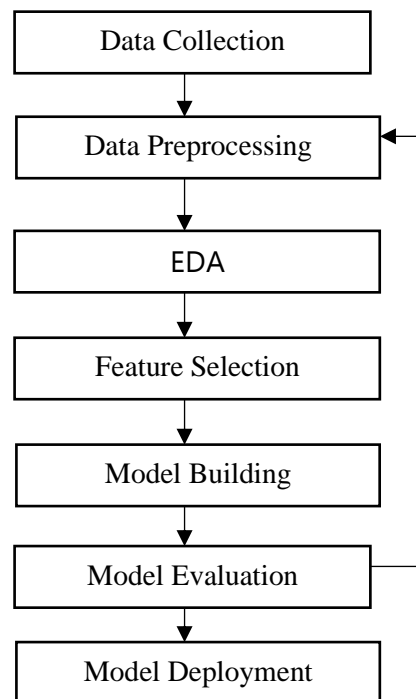 Data Collection
Data Preprocessing
EDA
Feature Selection
Model Building
Model Evaluation
Model Deployment